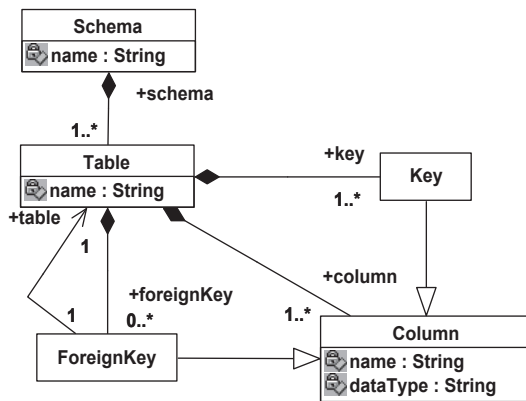 Schema
name : String
+schema
1..*
Table
name : String
+key
1..*
Key
+table
1
+column
1..*
+foreignKey
0..*
1
ForeignKey
Column
name : String
dataType : String